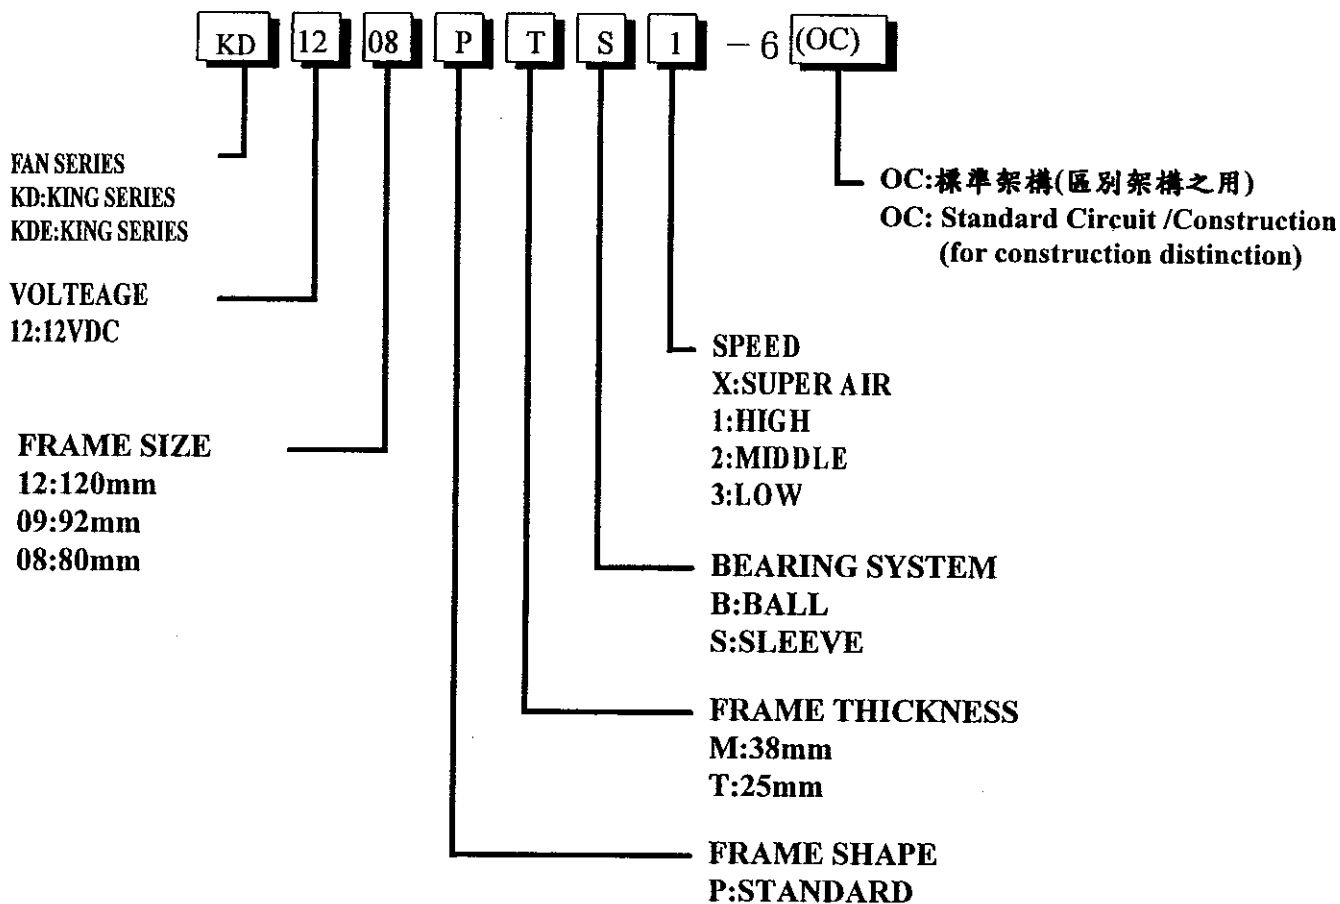 KD 12 08 P T S 1 -6 (OC)
FAN SERIES
KD:KING SERIES
KDE:KING SERIES
OC:標準架構(區別架構之用)
OC: Standard Circuit /Construction
(for construction distinction)
VOLTEAGE
12:12VDC
SPEED
X:SUPER AIR
1:HIGH
2:MIDDLE
3:LOW
FRAME SIZE
12:120mm
09:92mm
08:80mm
BEARING SYSTEM
B:BALL
S:SLEEVE
FRAME THICKNESS
M:38mm
T:25mm
FRAME SHAPE
P:STANDARD